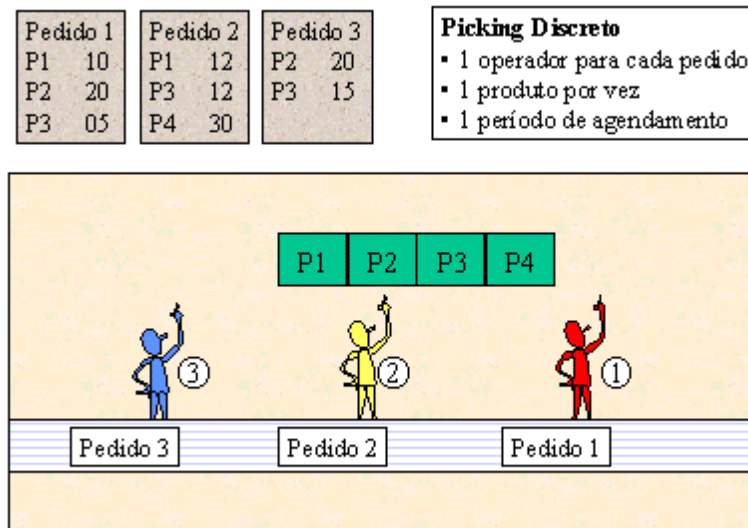 Pedido 1
P1 10
P2 20
P3 05
Pedido 2
P1 12
P3 12
P4 30
Pedido 3
P2 20
P3 15
Picking Discreto
▪ 1 operador para cada pedido
▪ 1 produto por vez
▪ 1 período de agendamento
P1 P2 P3 P4
3 2 1
Pedido 3 Pedido 2 Pedido 1